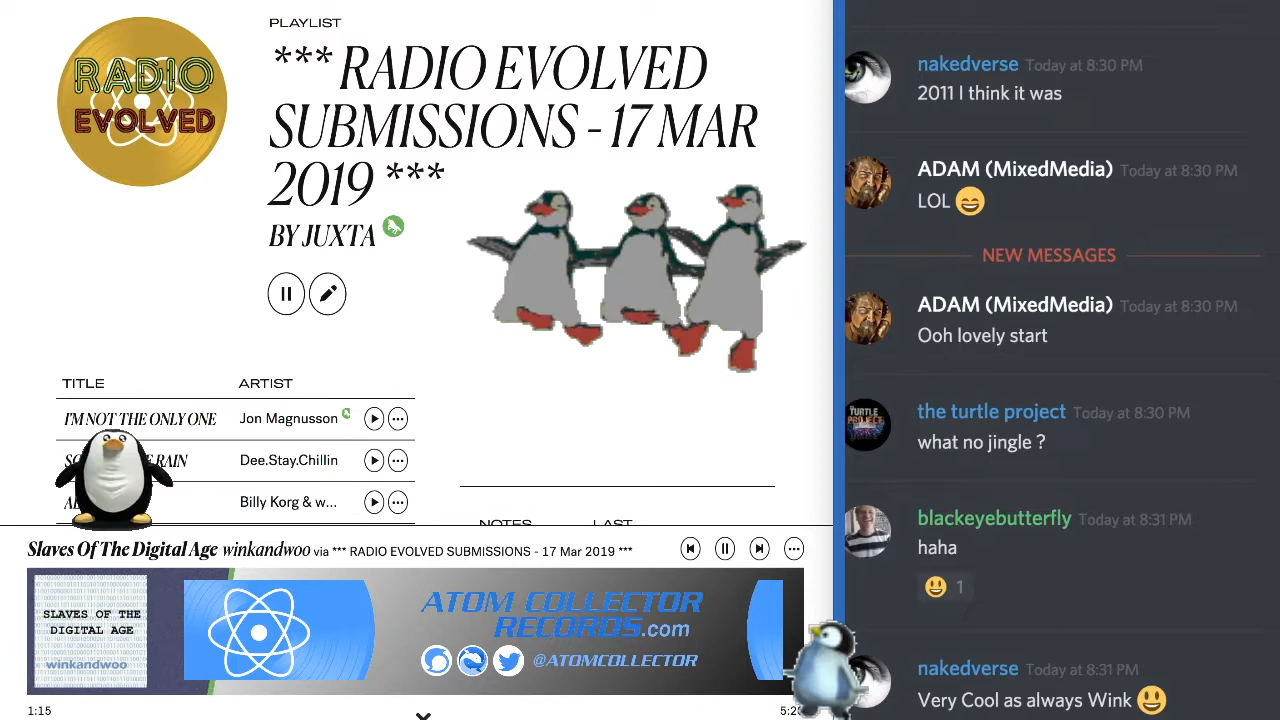 RADIO
EVOLVED
PLAYLIST
*** RADIO EVOLVED
SUBMISSIONS - 17 MAR
2019 ***
BY JUXTA
TITLE ARTIST
I'M NOT THE ONLY ONE Jon Magnusson
RAIN Dee.Stay.Chillin
Billy Korg & w...
NOTES LAST
Slaves Of The Digital Age winkandwoo via *** RADIO EVOLVED SUBMISSIONS - 17 Mar 2019 ***
SLAVES OF THE
DIGITAL AGE
winkandwoo
ATOM COLLECTOR
RECORDS.com
@ATOMCOLLECTOR
1:15
nakedverse Today at 8:30 PM
2011 I think it was
ADAM (MixedMedia) Today at 8:30 PM
LOL 😄
NEW MESSAGES
ADAM (MixedMedia) Today at 8:30 PM
Ooh lovely start
the turtle project Today at 8:30 PM
what no jingle ?
blackeyebutterfly Today at 8:31 PM
haha
😃 1
nakedverse Today at 8:31 PM
Very Cool as always Wink 😃